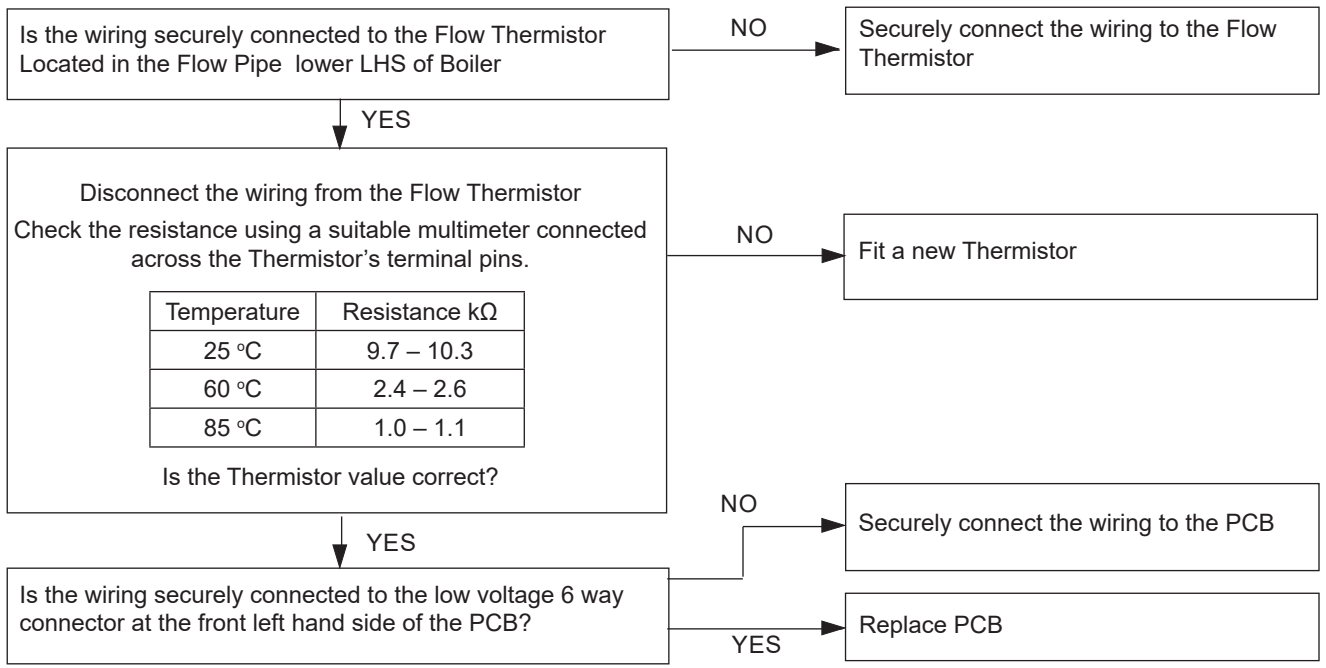 Is the wiring securely connected to the Flow Thermistor
Located in the Flow Pipe  lower LHS of Boiler
NO
Securely connect the wiring to the Flow
Thermistor
YES
Disconnect the wiring from the Flow Thermistor
Check the resistance using a suitable multimeter connected
across the Thermistor’s terminal pins.
Temperature Resistance kΩ
25 ºC 9.7 – 10.3
60 ºC 2.4 – 2.6
85 ºC 1.0 – 1.1
Is the Thermistor value correct?
NO
Fit a new Thermistor
YES
Is the wiring securely connected to the low voltage 6 way
connector at the front left hand side of the PCB?
NO
Securely connect the wiring to the PCB
YES
Replace PCB